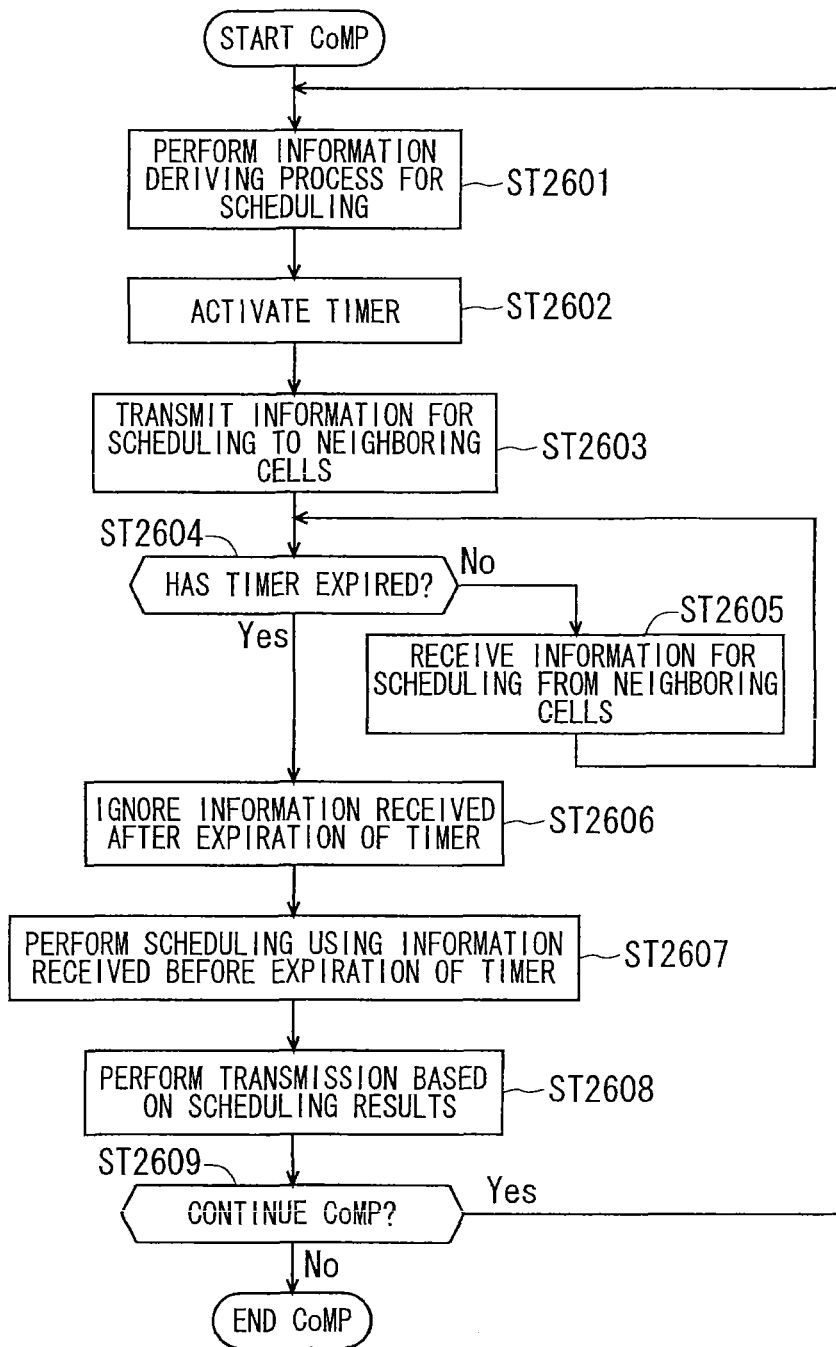 START CoMP
PERFORM INFORMATION
DERIVING PROCESS FOR
SCHEDULING
ST2601
ACTIVATE TIMER
ST2602
TRANSMIT INFORMATION FOR
SCHEDULING TO NEIGHBORING
CELLS
ST2603
ST2604
HAS TIMER EXPIRED?
No
Yes
ST2605
RECEIVE INFORMATION FOR
SCHEDULING FROM NEIGHBORING
CELLS
IGNORE INFORMATION RECEIVED
AFTER EXPIRATION OF TIMER
ST2606
PERFORM SCHEDULING USING INFORMATION
RECEIVED BEFORE EXPIRATION OF TIMER
ST2607
PERFORM TRANSMISSION BASED
ON SCHEDULING RESULTS
ST2608
ST2609
CONTINUE CoMP?
Yes
No
END CoMP